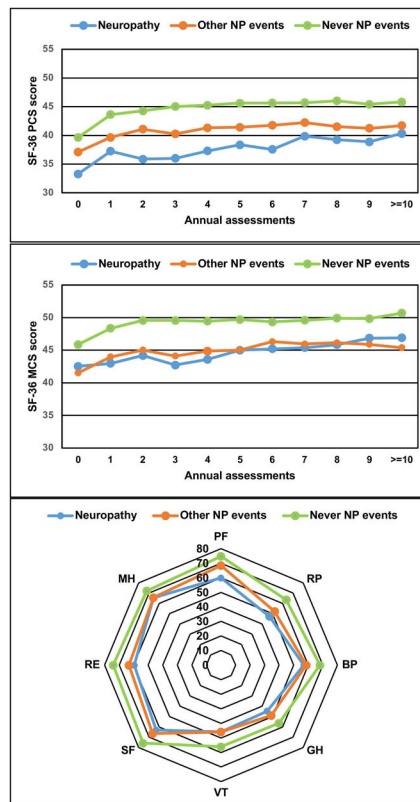 Neuropathy Other NP events Never NP events
SF-36 PCS score
55
50
45
40
35
30
0 1 2 3 4 5 6 7 8 9 >=10
Annual assessments
Neuropathy Other NP events Never NP events
SF-36 MCS score
55
50
45
40
35
30
0 1 2 3 4 5 6 7 8 9 >=10
Annual assessments
Neuropathy Other NP events Never NP events
PF
80
70
60
50
40
30
20
10
0
MH RP
RE BP
SF GH
VT